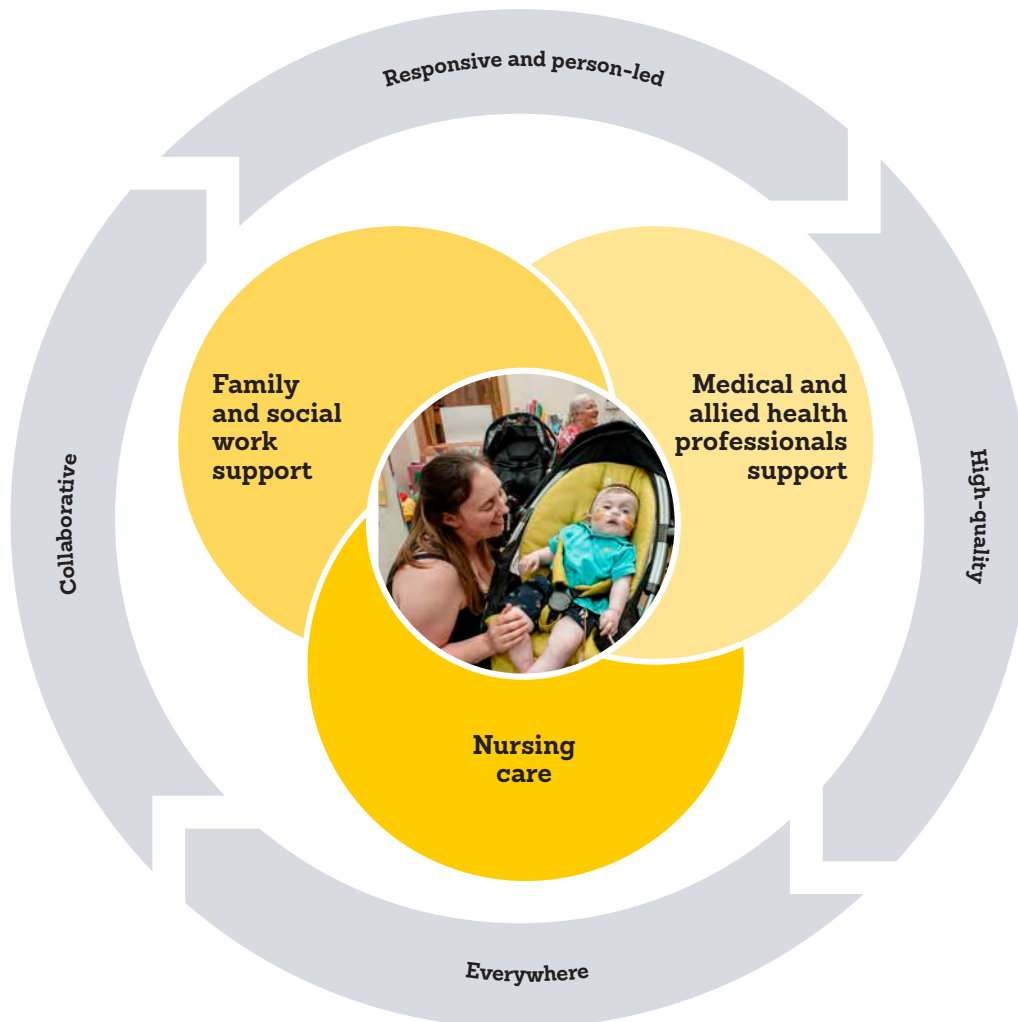 Responsive and person-led
Family
and social
work
support
Medical and
allied health
professionals
support
Collaborative
High-quality
Nursing
care
Everywhere